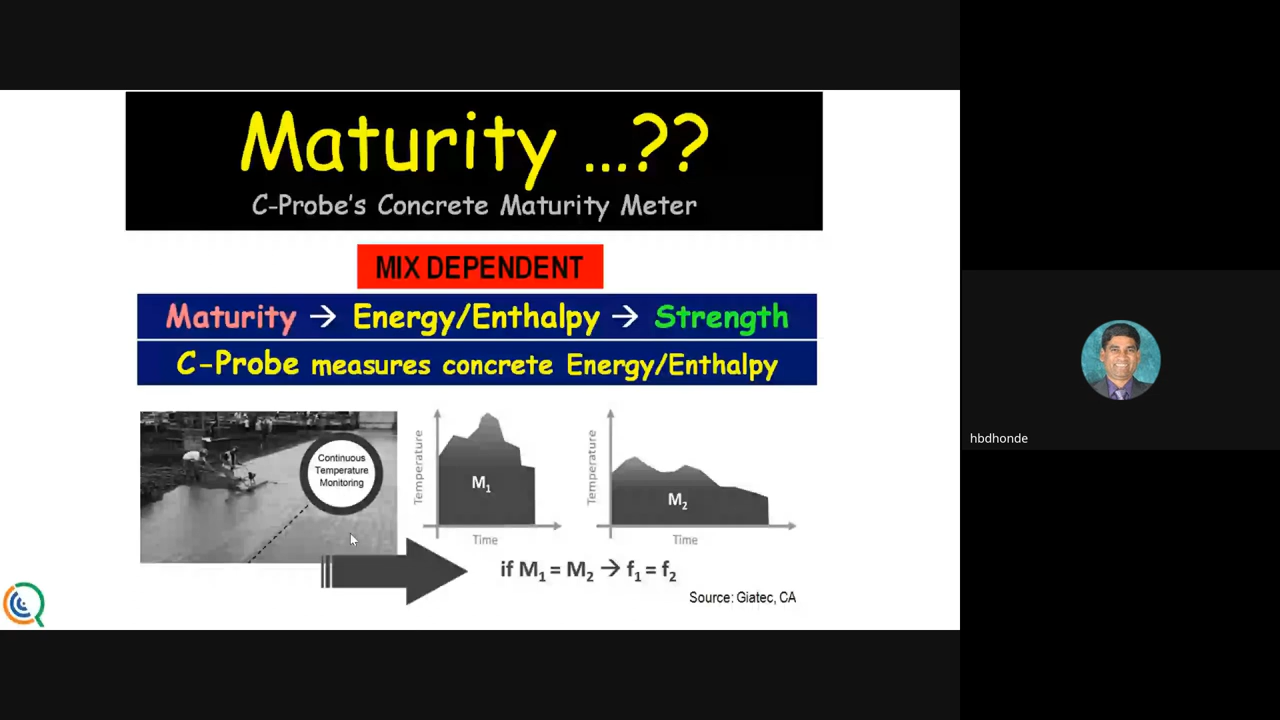 Maturity ...??
C-Probe's Concrete Maturity Meter
MIX DEPENDENT
Maturity → Energy/Enthalpy → Strength
C-Probe measures concrete Energy/Enthalpy
Continuous
Temperature
Monitoring
Temperature
M₁
Time
Temperature
M₂
Time
if M₁ = M₂ → f₁ = f₂
Source: Giatec, CA
hbdhonde